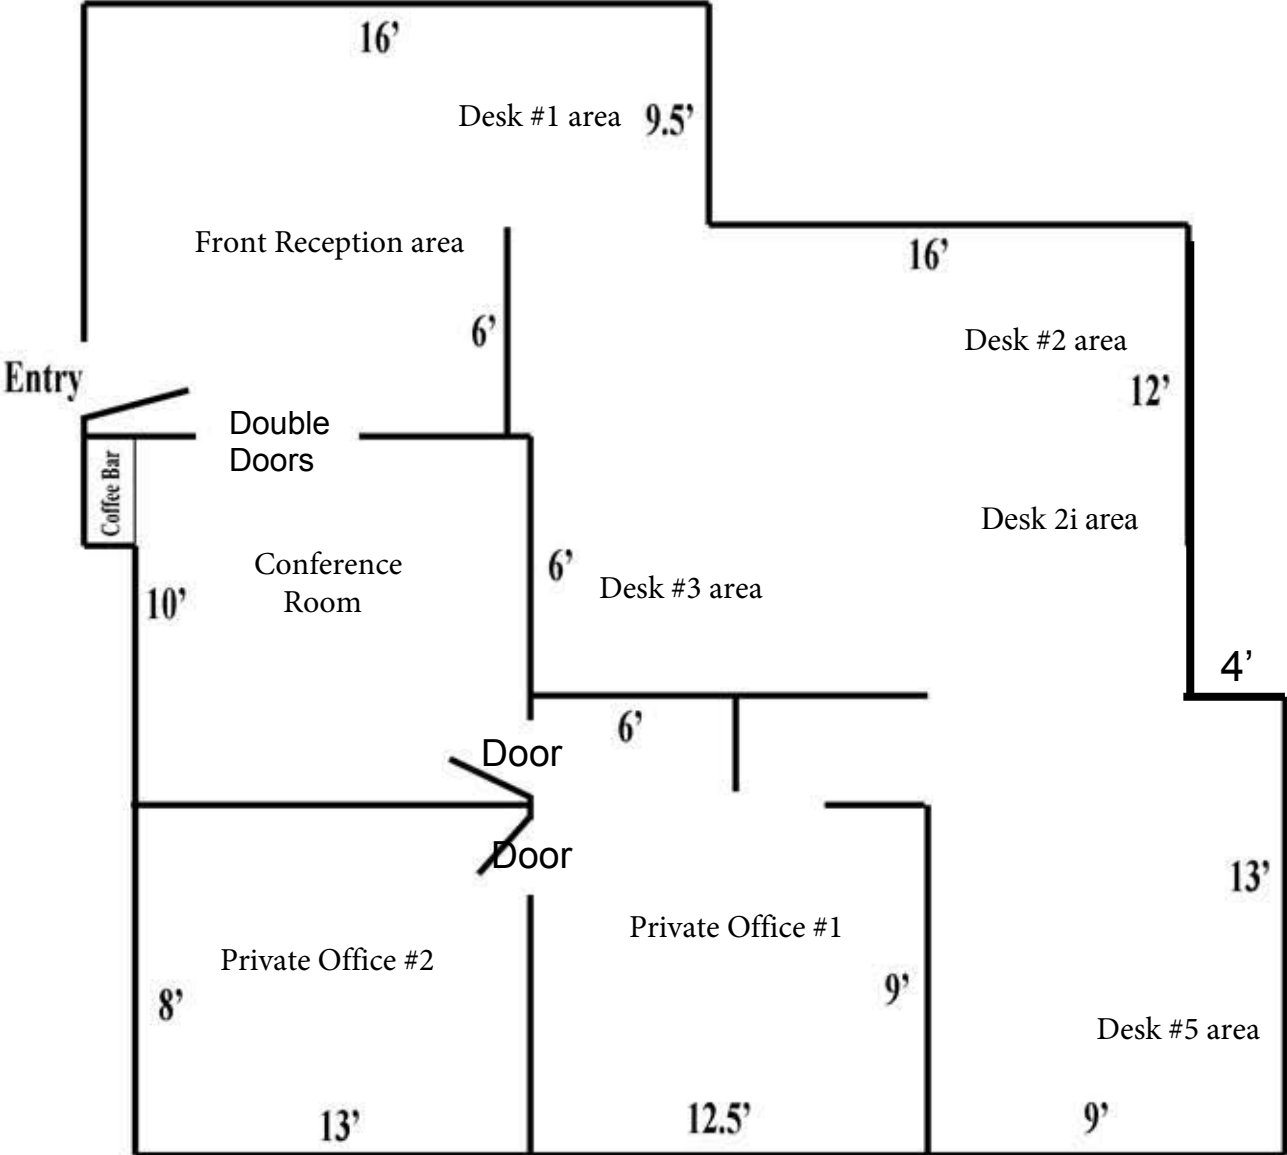 16’
Desk #1 area
9.5’
Front Reception area
16’
6’
Desk #2 area
Entry
12’
Double
Doors
Coffee Bar
Desk 2i area
Conference
Room
6’
Desk #3 area
10’
4’
6’
Door
Door
13’
Private Office #1
Private Office #2
9’
8’
Desk #5 area
13’
12.5’
9’